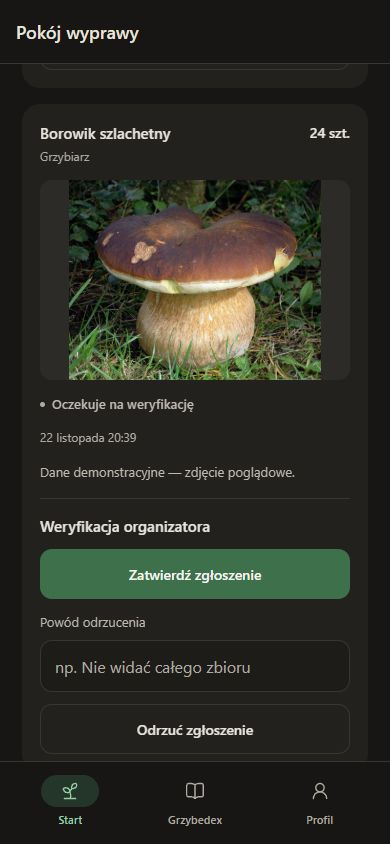 Pokój wyprawy
Borowik szlachetny
24 szt.
Grzybiarz
Oczekuje na weryfikację
22 listopada 20:39
Dane demonstracyjne — zdjęcie poglądowe.
Weryfikacja organizatora
Zatwierdź zgłoszenie
Powód odrzucenia
np. Nie widać całego zbioru
Odrzuć zgłoszenie
Start
Grzybedex
Profil